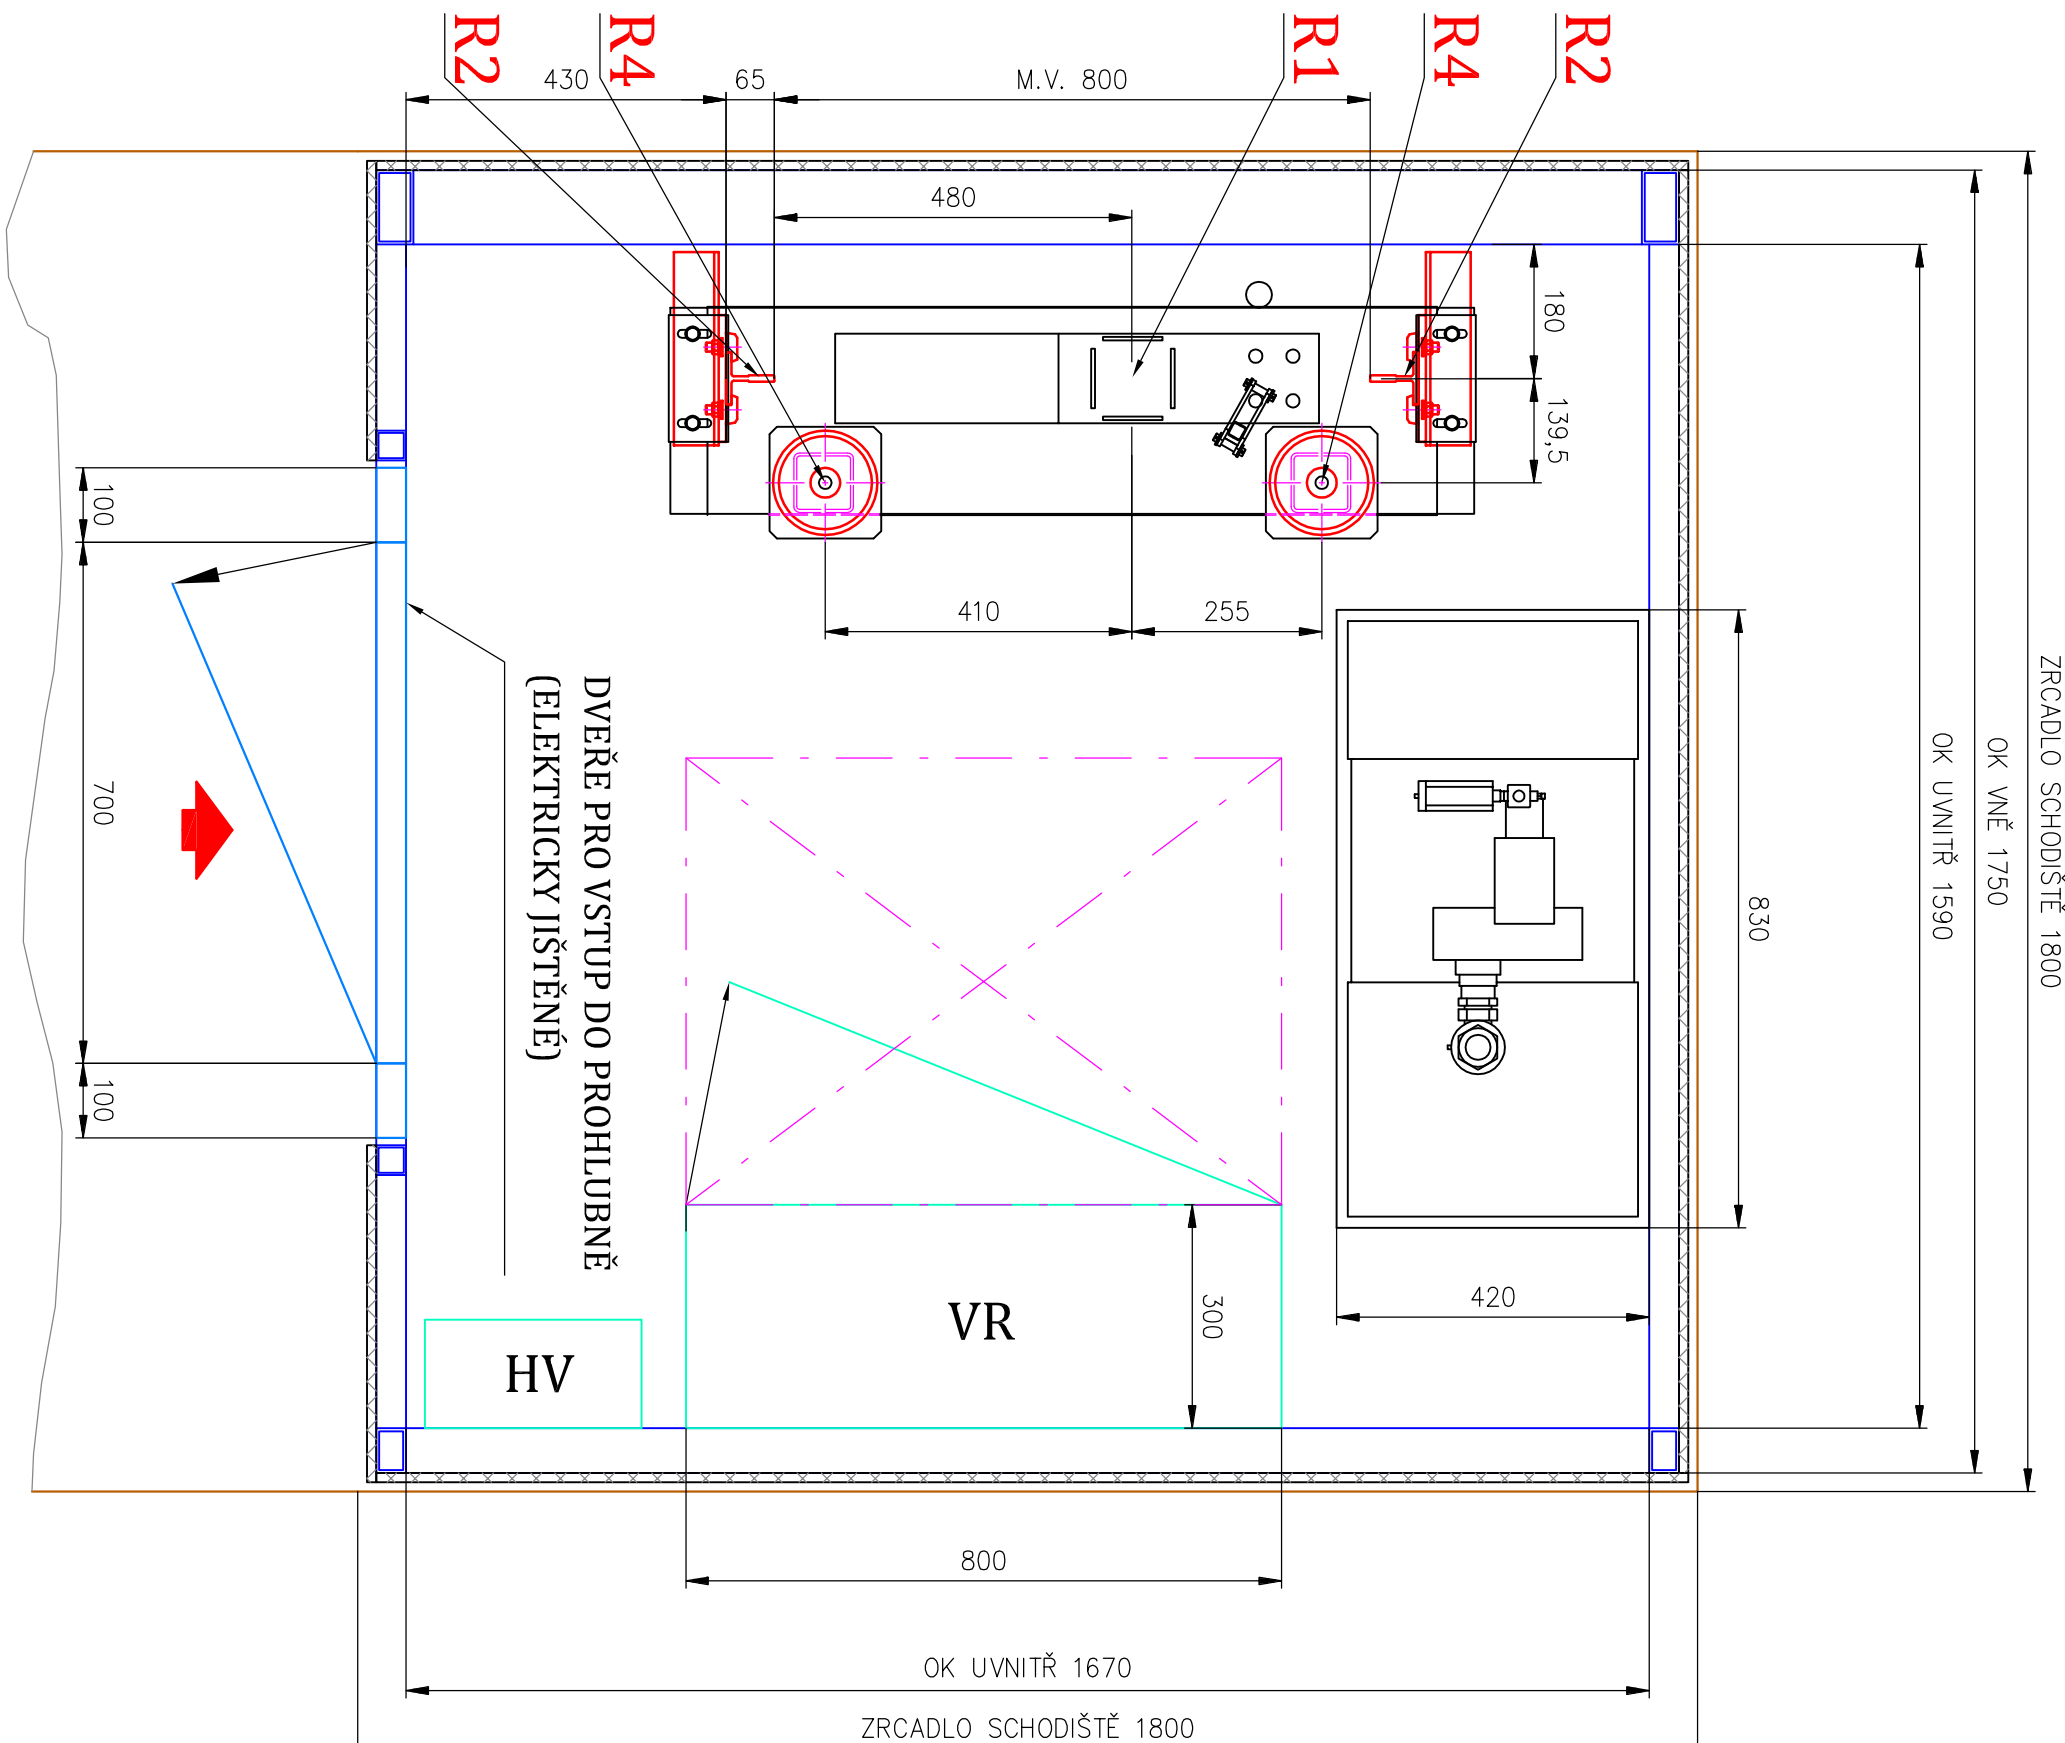 R2
R4
R1
R4
R2
430
65
M.V. 800
480
180
139,5
100
410
255
700
100
DVEŘE PRO VSTUP DO PROHLUBNĚ
(ELEKTRICKY JIŠTĚNÉ)
830
ZRCADLO SCHODIŠTĚ 1800
OK VNĚ 1750
OK UVNITŘ 1590
420
300
VR
HV
800
OK UVNITŘ 1670
ZRCADLO SCHODIŠTĚ 1800